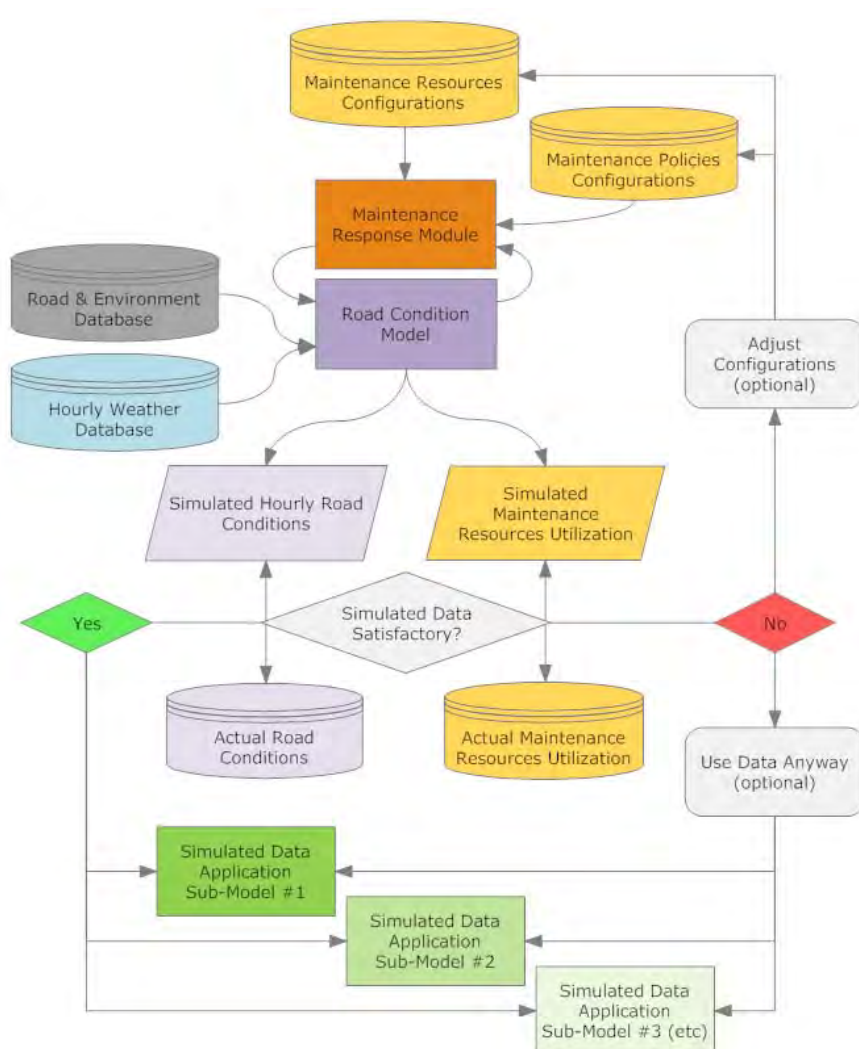 Maintenance Resources
Configurations
Maintenance Policies
Configurations
Maintenance
Response Module
Road & Environment
Database
Road Condition
Model
Hourly Weather
Database
Adjust
Configurations
(optional)
Simulated Hourly Road
Conditions
Simulated
Maintenance
Resources Utilization
Yes
Simulated Data
Satisfactory?
No
Actual Road
Conditions
Actual Maintenance
Resources Utilization
Use Data Anyway
(optional)
Simulated Data
Application
Sub-Model #1
Simulated Data
Application
Sub-Model #2
Simulated Data
Application
Sub-Model #3 (etc)